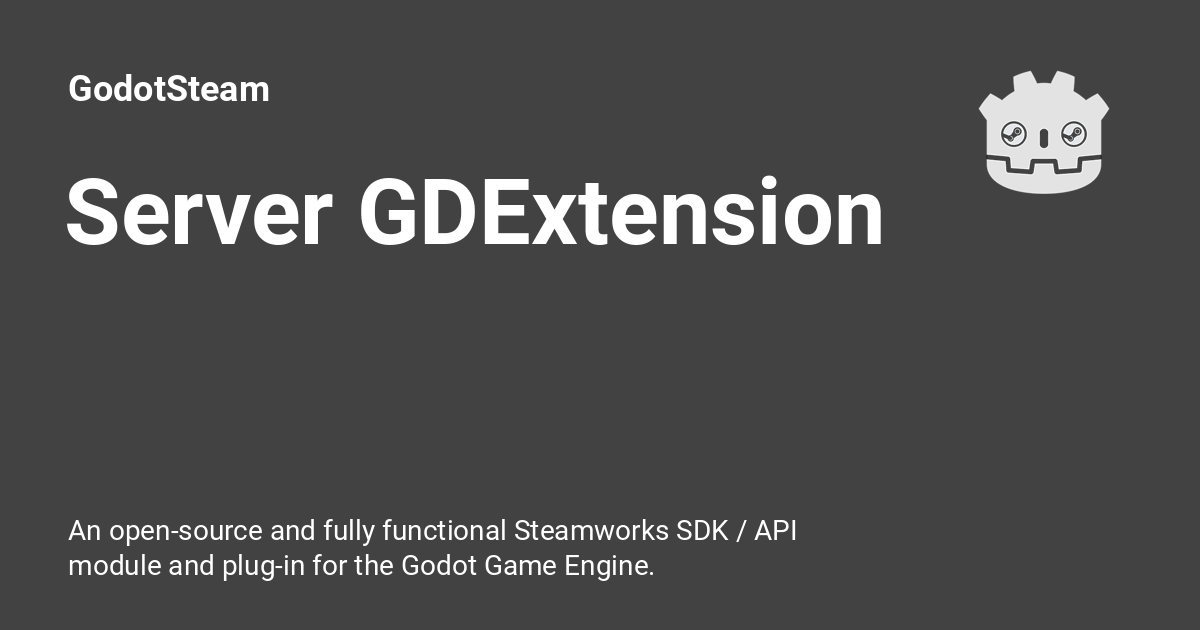 GodotSteam
Server GDExtension
An open-source and fully functional Steamworks SDK / API
module and plug-in for the Godot Game Engine.